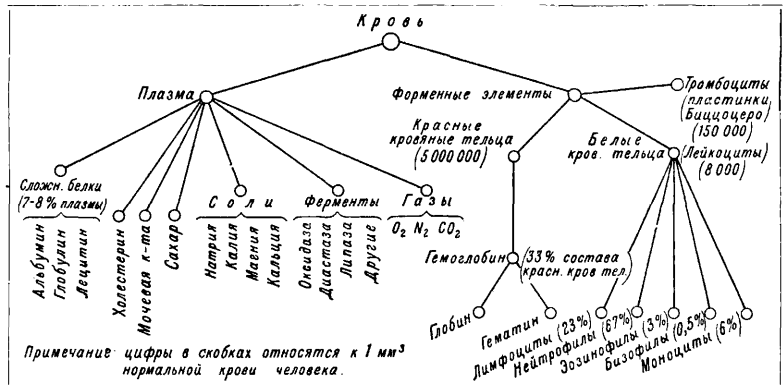 Кровь
Плазма
Форменные элементы
Тромбоциты
(пластинки
Биццоцеро)
(150 000)
Красные
кровяные тельца
(5 000 000)
Белые
кров. тельца
(Лейкоциты)
(8 000)
Сложн. белки
(7-8% плазмы)
Альбумин
Глобулин
Лецитин
Холестерин
Мочевая к-та
Сахар
Соли
Натрия
Калия
Магния
Кальция
Ферменты
Оксидаза
Диастаза
Липаза
Другие
Газы
O₂ N₂ CO₂
Гемоглобин
(33% состава
красн. кров тел.)
Глобин
Гематин
Лимфоциты (23%)
Нейтрофилы (67%)
Эозинофилы (3%)
Бизофилы (0,5%)
Моноциты (6%)
Примечание: цифры в скобках относятся к 1 мм³
нормальной крови человека.